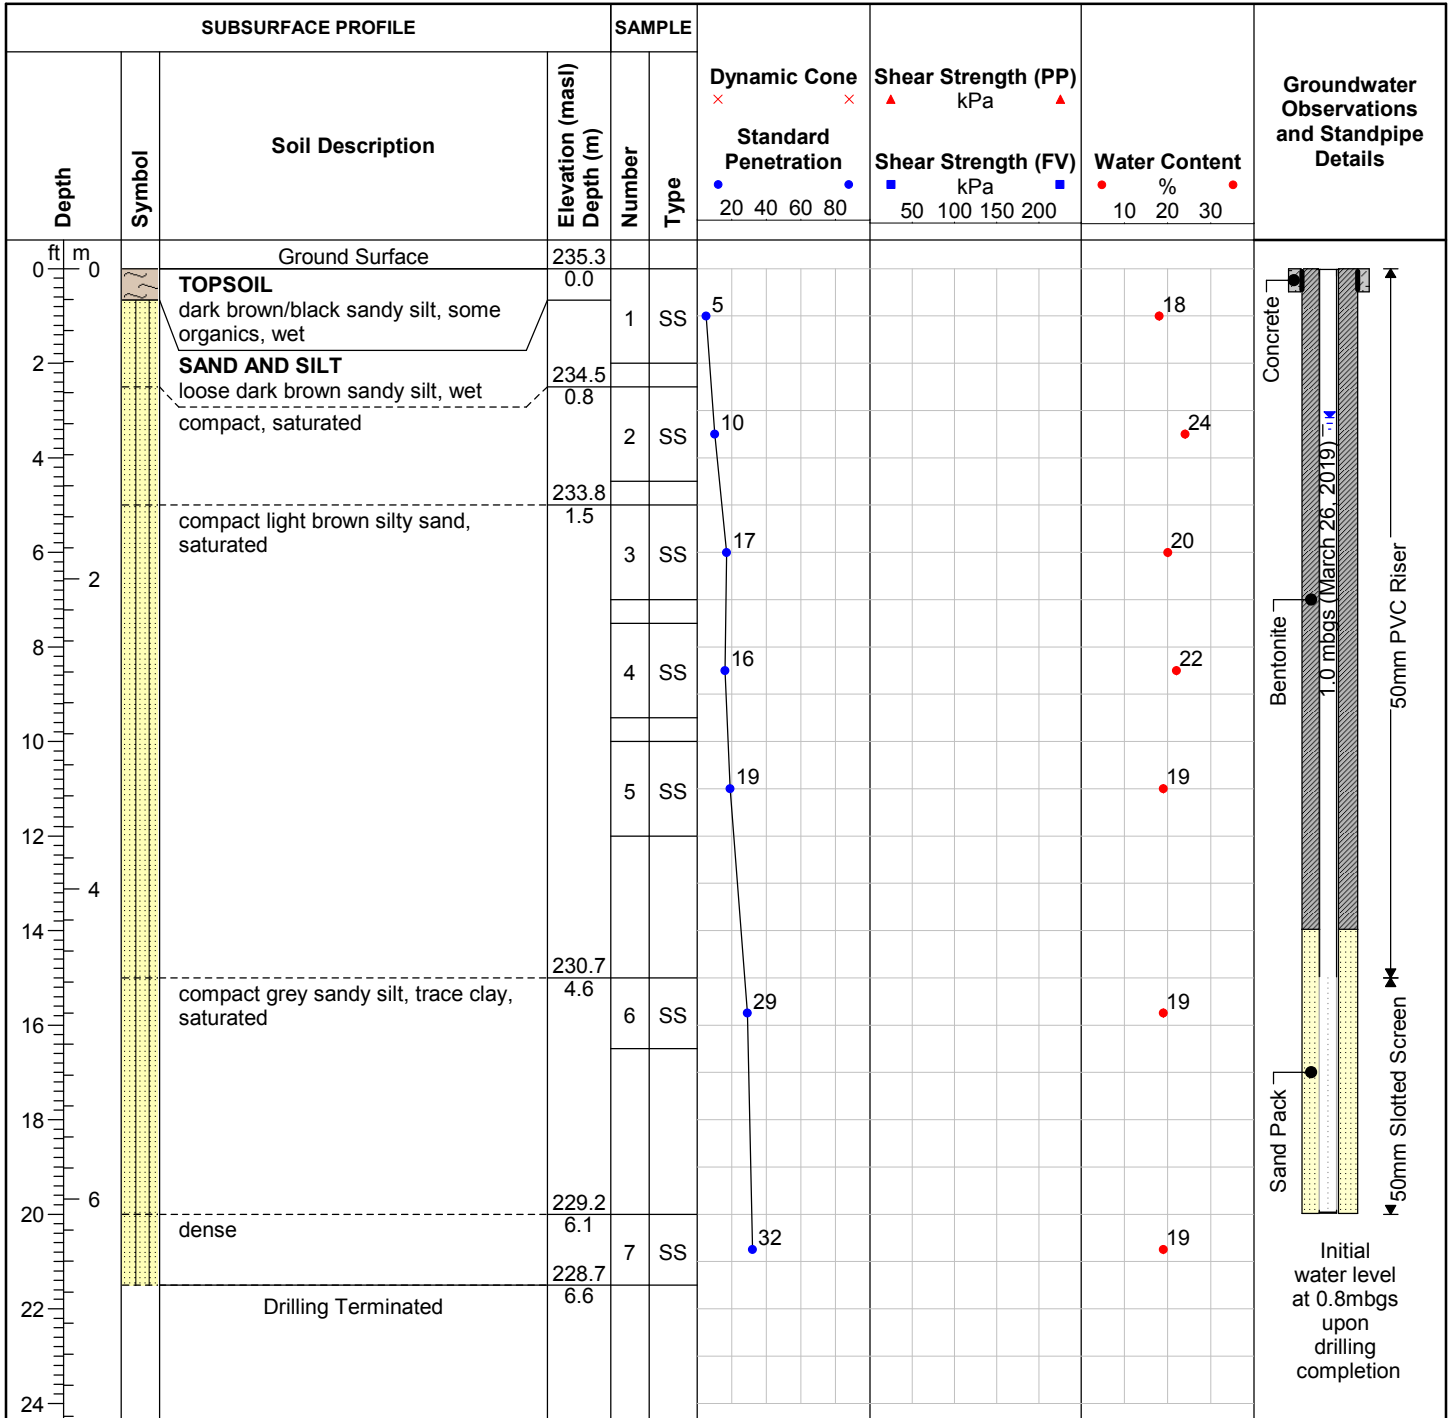 SUBSURFACE PROFILE
SAMPLE
Depth
Symbol
Soil Description
Elevation (masl)
Depth (m)
Number
Type
Dynamic Cone
Standard
Penetration
20 40 60 80
Shear Strength (PP)
kPa
Shear Strength (FV)
kPa
50 100 150 200
Water Content
%
10 20 30
Groundwater
Observations
and Standpipe
Details
ft m
0 0
2
4
6
2
8
10
12
4
14
16
18
6
20
22
24
Ground Surface
235.3
0.0
TOPSOIL
dark brown/black sandy silt, some
organics, wet
SAND AND SILT
loose dark brown sandy silt, wet
234.5
0.8
compact, saturated
233.8
1.5
compact light brown silty sand,
saturated
230.7
4.6
compact grey sandy silt, trace clay,
saturated
229.2
6.1
dense
228.7
6.6
Drilling Terminated
1 SS 5 18
2 SS 10 24
3 SS 17 20
4 SS 16 22
5 SS 19 19
6 SS 29 19
7 SS 32 19
Concrete
Bentonite
Sand Pack
1.0 mbgs (March 26, 2019)
50mm PVC Riser
50mm Slotted Screen
Initial
water level
at 0.8mbgs
upon
drilling
completion